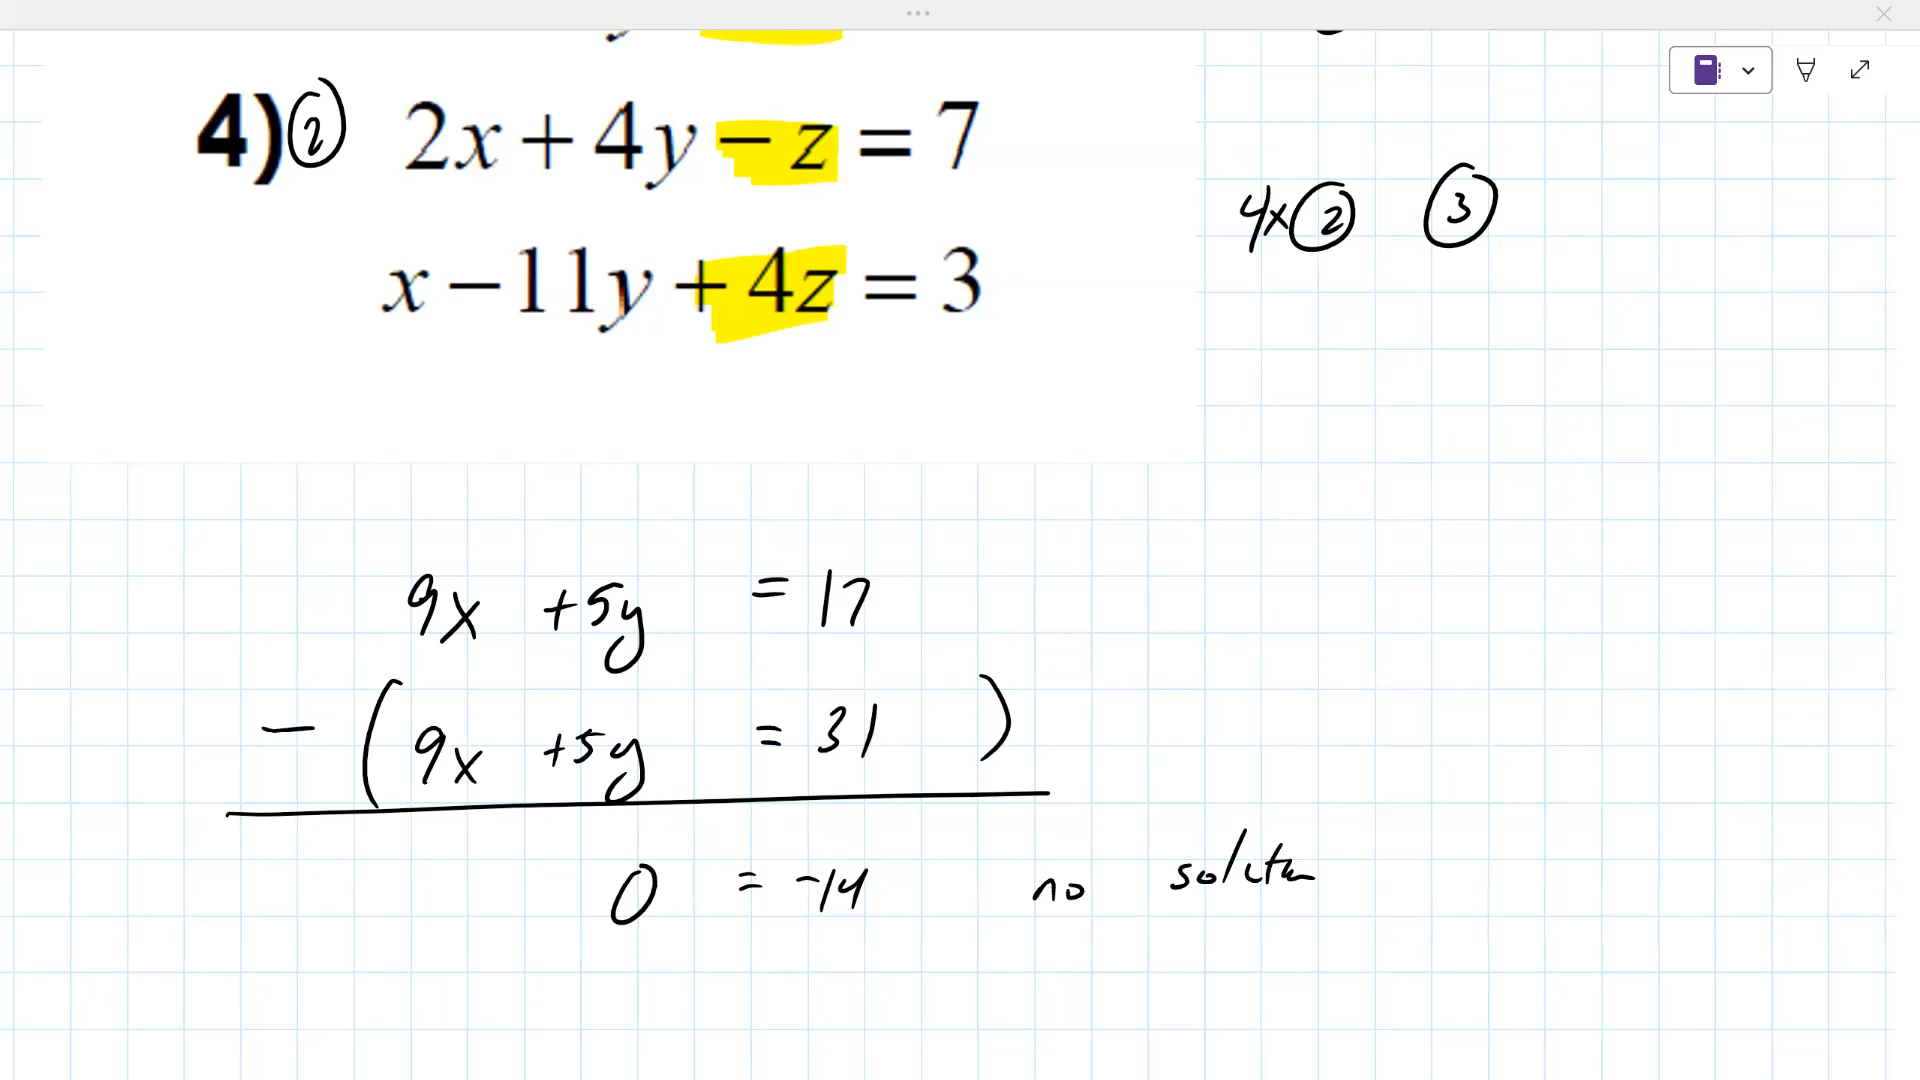 4) ② 2x + 4y − z = 7
4x② ③
x − 11y + 4z = 3
9x +5y = 17
− ( 9x +5y = 31 )
0 = -14 no